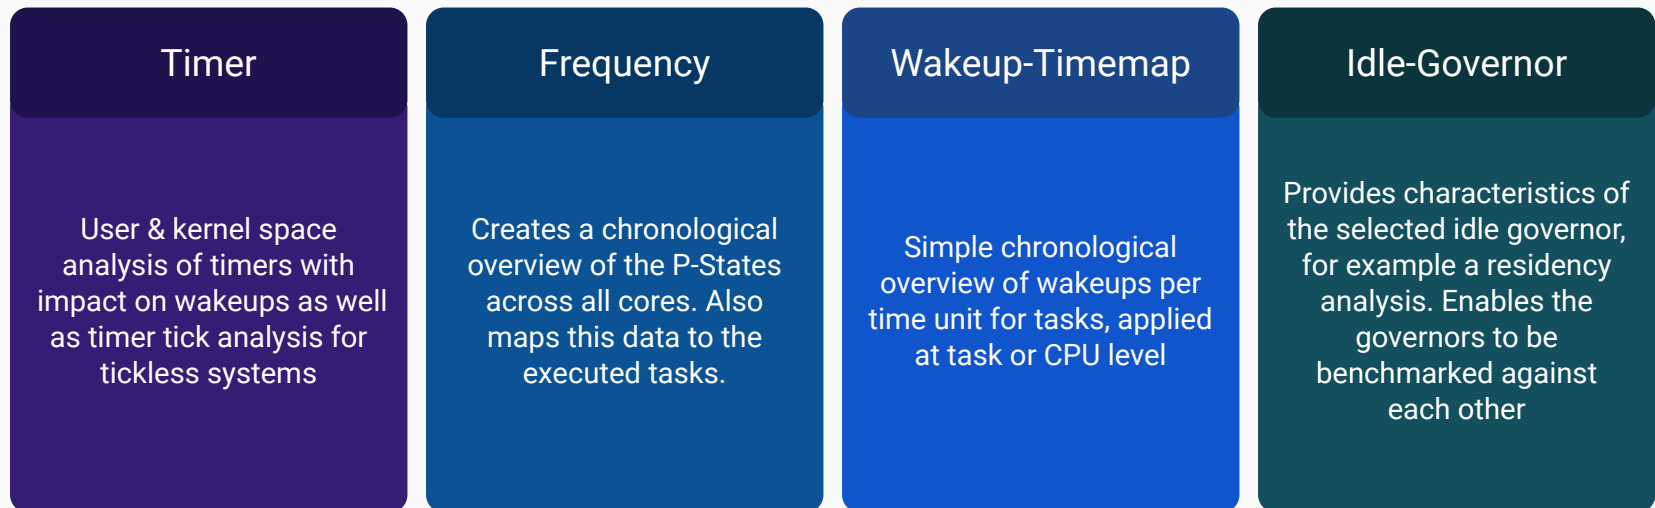 Timer
User & kernel space
analysis of timers with
impact on wakeups as well
as timer tick analysis for
tickless systems
Frequency
Creates a chronological
overview of the P-States
across all cores. Also
maps this data to the
executed tasks.
Wakeup-Timemap
Simple chronological
overview of wakeups per
time unit for tasks, applied
at task or CPU level
Idle-Governor
Provides characteristics of
the selected idle governor,
for example a residency
analysis. Enables the
governors to be
benchmarked against
each other